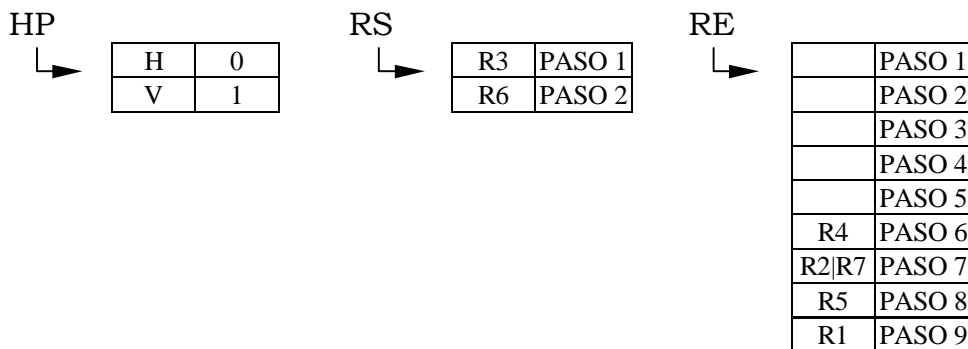 HP RS RE
H 0 R3 PASO 1 PASO 1
V 1 R6 PASO 2 PASO 2
PASO 3
PASO 4
PASO 5
R4 PASO 6
R2|R7 PASO 7
R5 PASO 8
R1 PASO 9